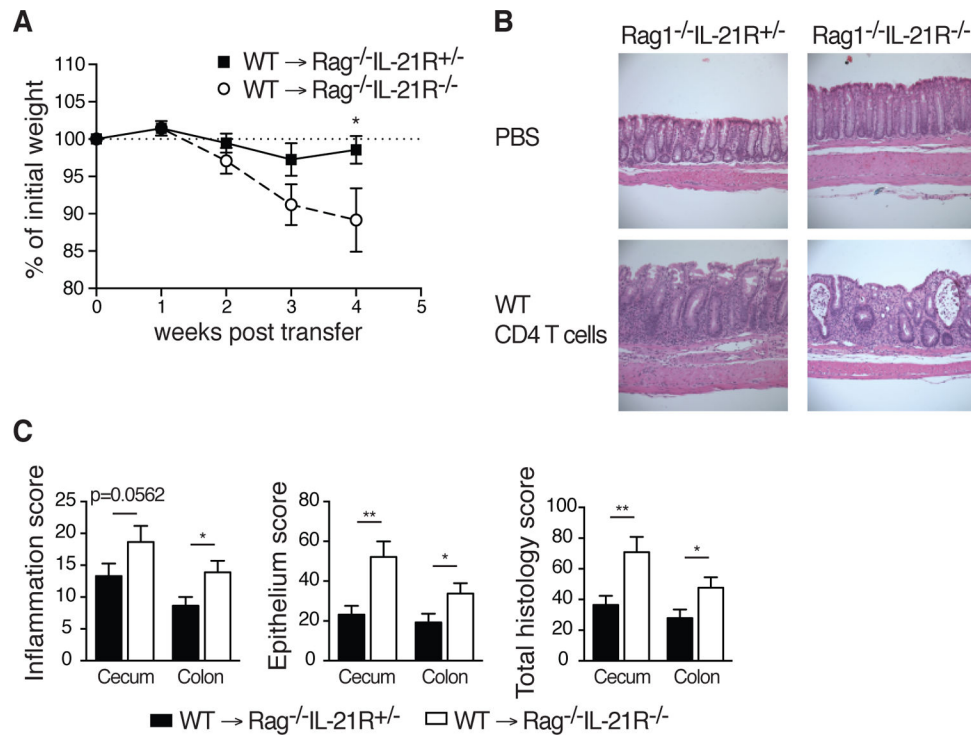 A
WT → Rag-/-IL-21R+/-
WT → Rag-/-IL-21R-/-
110
105
100
95
90
85
80
*
% of initial weight
0 1 2 3 4 5
weeks post transfer
B
Rag1-/-IL-21R+/- Rag1-/-IL-21R-/-
PBS
WT
CD4 T cells
C
Inflammation score
p=0.0562
25
20
15
10
5
0
*
Cecum Colon
Epithelium score
80
60
40
20
0
**
*
Cecum Colon
Total histology score
100
80
60
40
20
0
**
*
Cecum Colon
WT → Rag-/-IL-21R+/- WT → Rag-/-IL-21R-/-